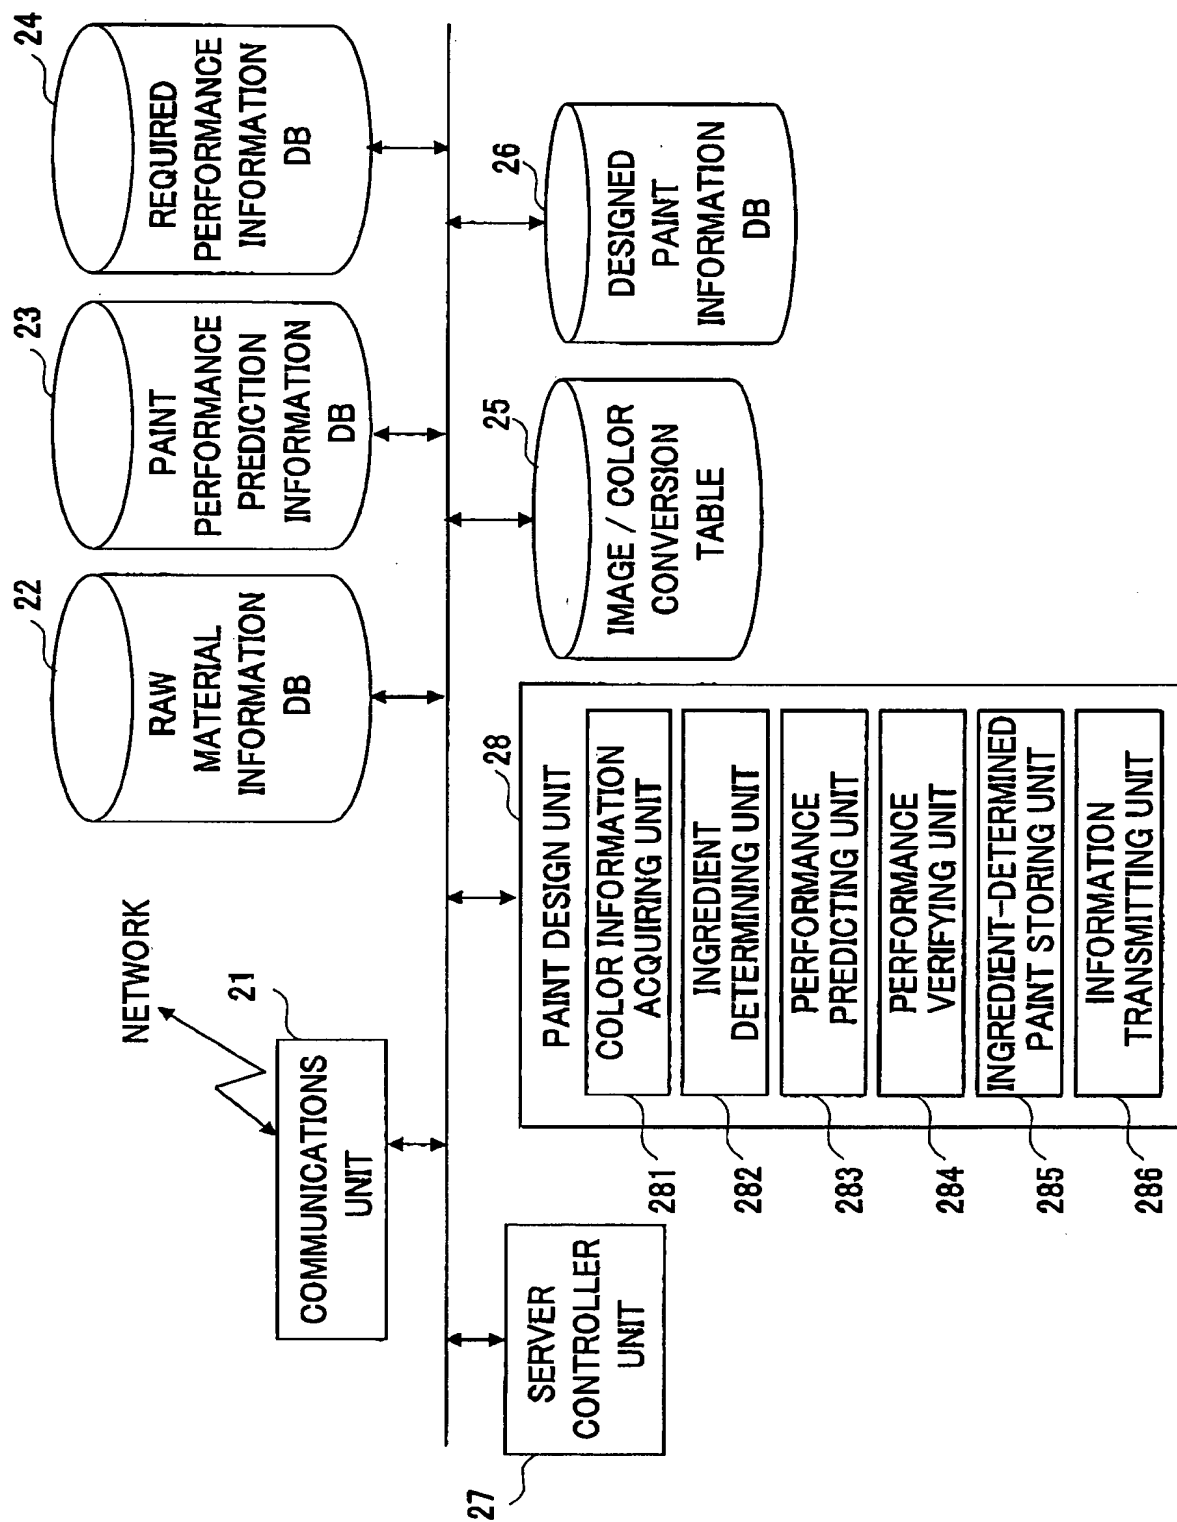 NETWORK
21
COMMUNICATIONS
UNIT
22
RAW
MATERIAL
INFORMATION
DB
23
PAINT
PERFORMANCE
PREDICTION
INFORMATION
DB
24
REQUIRED
PERFORMANCE
INFORMATION
DB
27
SERVER
CONTROLLER
UNIT
28
PAINT DESIGN UNIT
281
COLOR INFORMATION
ACQUIRING UNIT
282
INGREDIENT
DETERMINING UNIT
283
PERFORMANCE
PREDICTING UNIT
284
PERFORMANCE
VERIFYING UNIT
285
INGREDIENT-DETERMINED
PAINT STORING UNIT
286
INFORMATION
TRANSMITTING UNIT
25
IMAGE / COLOR
CONVERSION
TABLE
26
DESIGNED
PAINT
INFORMATION
DB